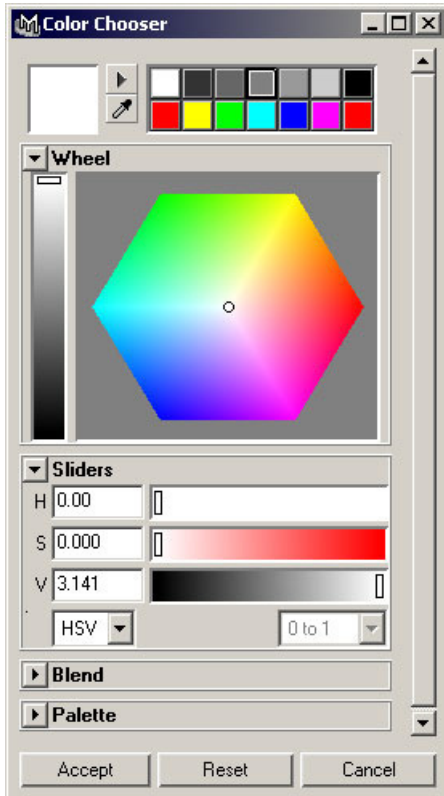 Color Chooser
Wheel
Sliders
H 0.00
S 0.000
V 3.141
HSV 0 to 1
Blend
Palette
Accept Reset Cancel